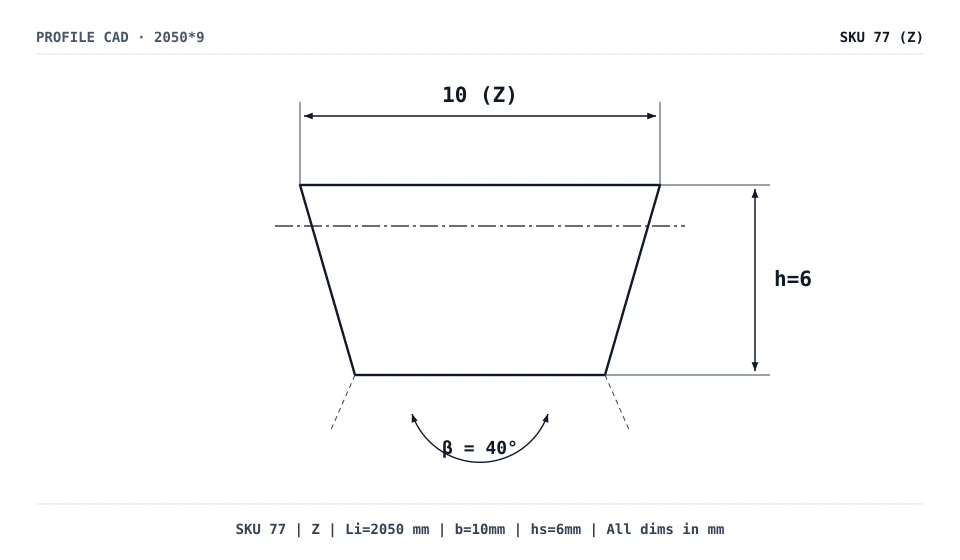 PROFILE CAD · 2050*9
SKU 77 (Z)
10 (Z)
h=6
β = 40°
SKU 77 | Z | Li=2050 mm | b=10mm | hs=6mm | All dims in mm